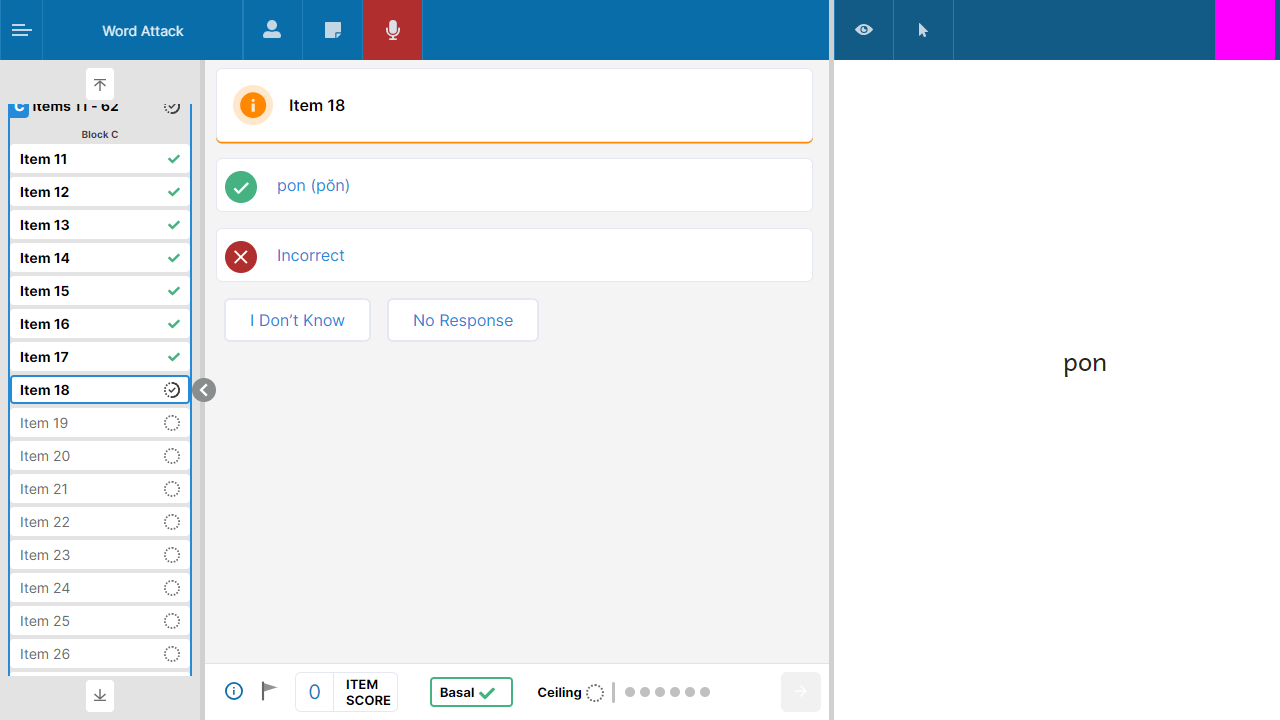 Word Attack
C Items 11 - 62
Block C
Item 11
Item 12
Item 13
Item 14
Item 15
Item 16
Item 17
Item 18
Item 19
Item 20
Item 21
Item 22
Item 23
Item 24
Item 25
Item 26
Item 18
pon (pŏn)
Incorrect
I Don’t Know
No Response
0 ITEM
SCORE
Basal
Ceiling
pon